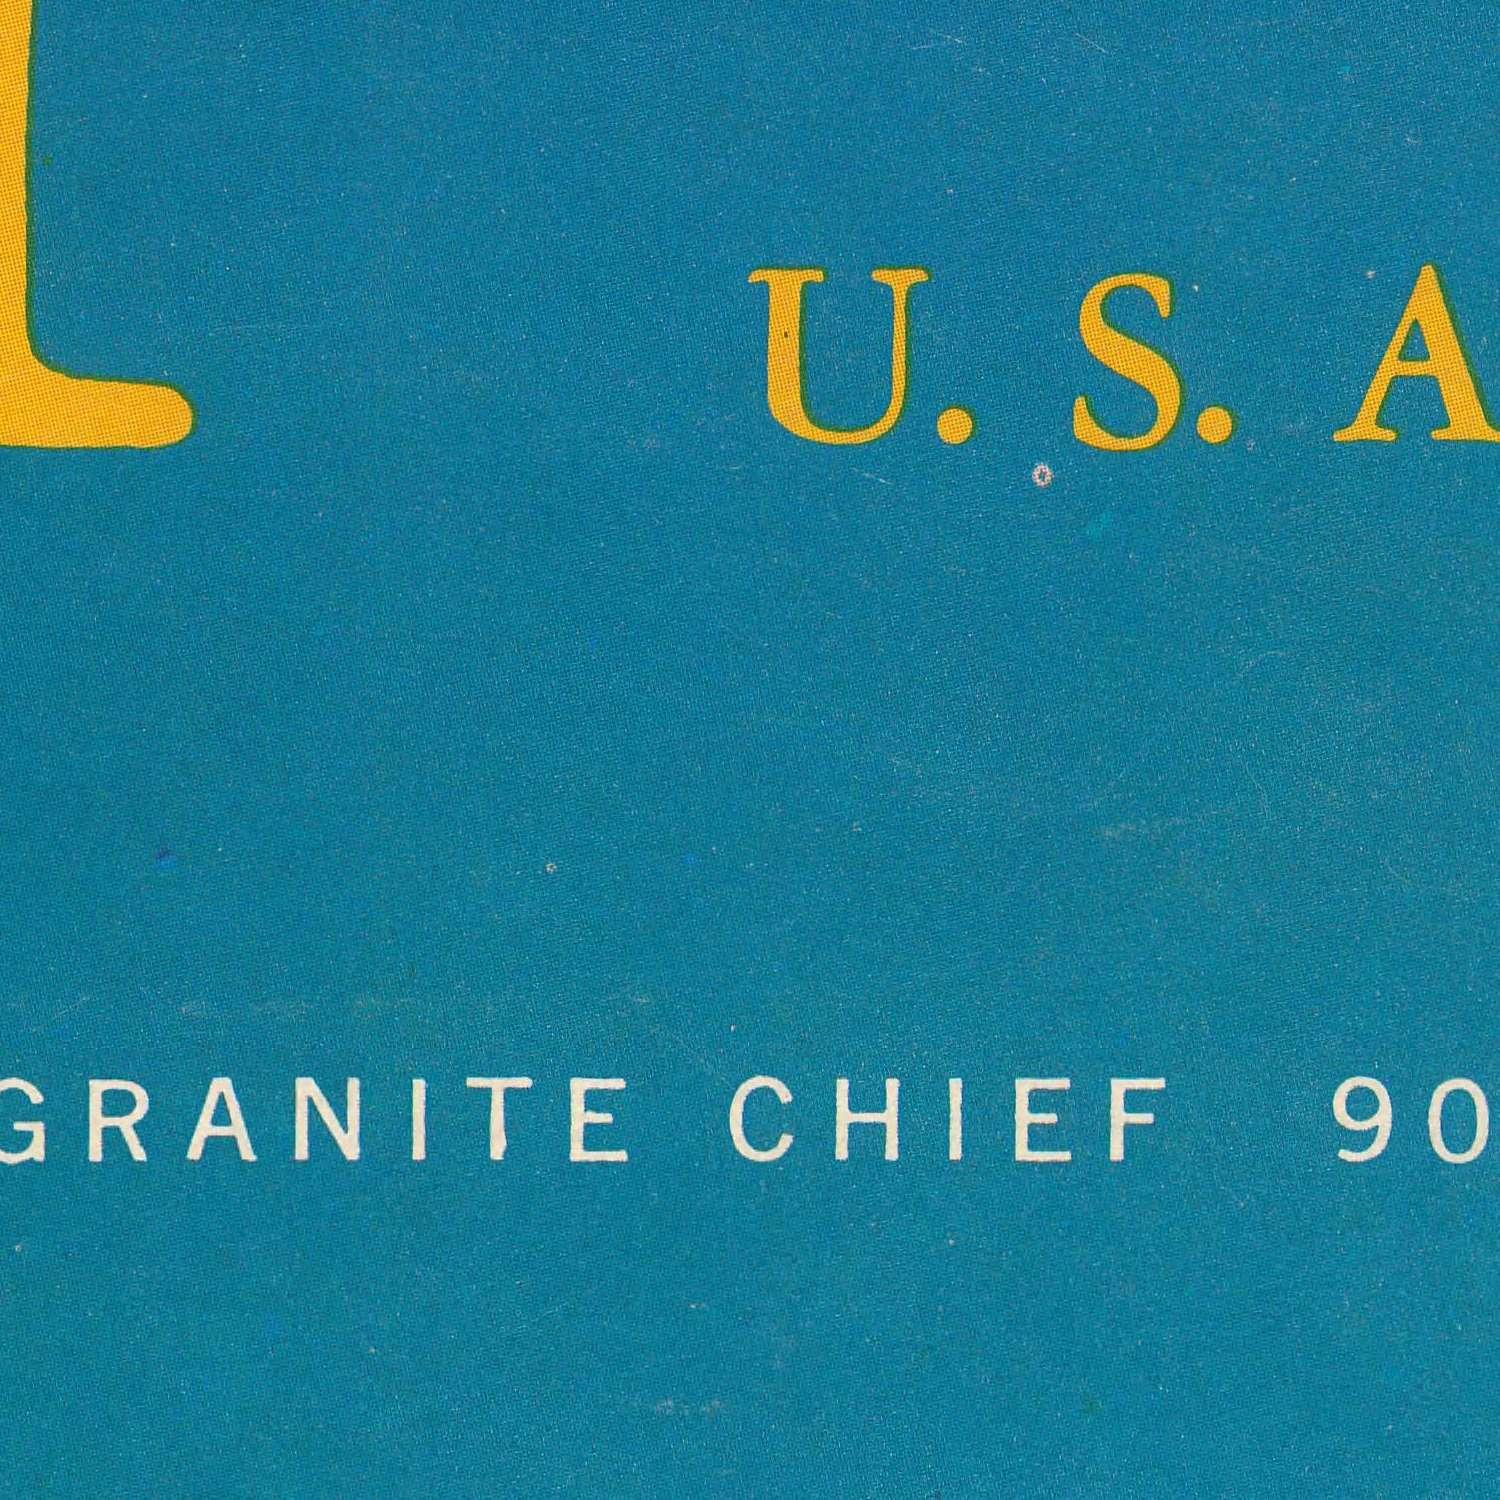 U. S. A
GRANITE CHIEF 90